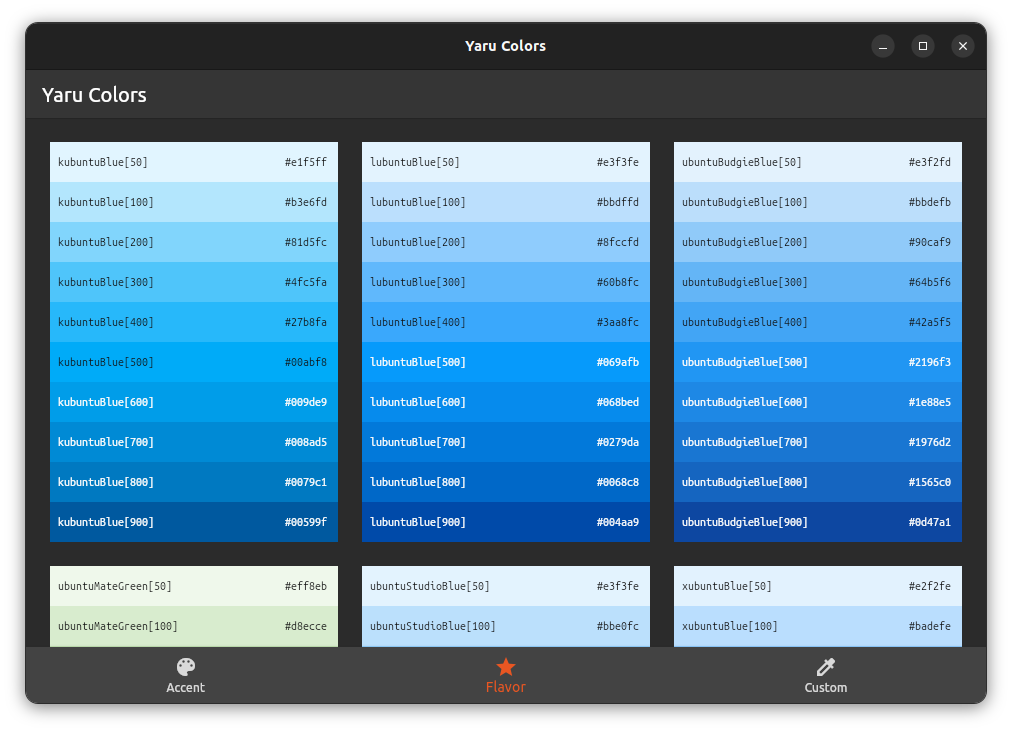 Yaru Colors
Yaru Colors
kubuntuBlue[50] #e1f5ff
kubuntuBlue[100] #b3e6fd
kubuntuBlue[200] #81d5fc
kubuntuBlue[300] #4fc5fa
kubuntuBlue[400] #27b8fa
kubuntuBlue[500] #00abf8
kubuntuBlue[600] #009de9
kubuntuBlue[700] #008ad5
kubuntuBlue[800] #0079c1
kubuntuBlue[900] #00599f
lubuntuBlue[50] #e3f3fe
lubuntuBlue[100] #bbdffd
lubuntuBlue[200] #8fccfd
lubuntuBlue[300] #60b8fc
lubuntuBlue[400] #3aa8fc
lubuntuBlue[500] #069afb
lubuntuBlue[600] #068bed
lubuntuBlue[700] #0279da
lubuntuBlue[800] #0068c8
lubuntuBlue[900] #004aa9
ubuntuBudgieBlue[50] #e3f2fd
ubuntuBudgieBlue[100] #bbdefb
ubuntuBudgieBlue[200] #90caf9
ubuntuBudgieBlue[300] #64b5f6
ubuntuBudgieBlue[400] #42a5f5
ubuntuBudgieBlue[500] #2196f3
ubuntuBudgieBlue[600] #1e88e5
ubuntuBudgieBlue[700] #1976d2
ubuntuBudgieBlue[800] #1565c0
ubuntuBudgieBlue[900] #0d47a1
ubuntuMateGreen[50] #eff8eb
ubuntuMateGreen[100] #d8ecce
ubuntuStudioBlue[50] #e3f3fe
ubuntuStudioBlue[100] #bbe0fc
xubuntuBlue[50] #e2f2fe
xubuntuBlue[100] #badefe
Accent
Flavor
Custom